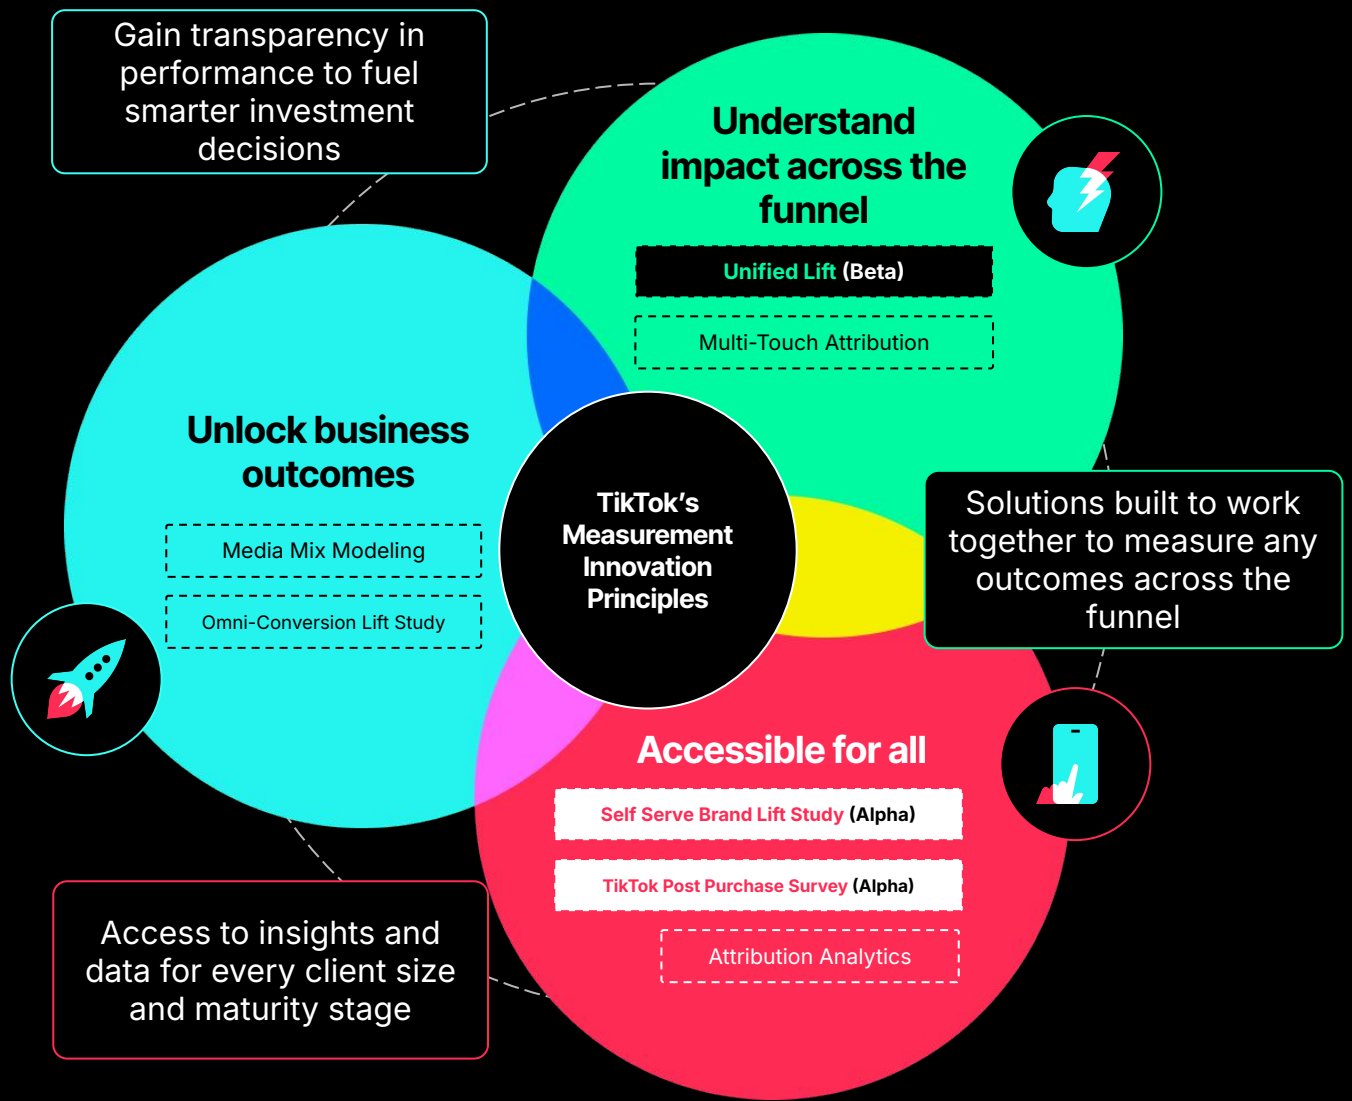 Gain transparency in
performance to fuel
smarter investment
decisions
Understand
impact across the
funnel
Unified Lift (Beta)
Multi-Touch Attribution
Unlock business
outcomes
Media Mix Modeling
Omni-Conversion Lift Study
TikTok’s
Measurement
Innovation
Principles
Solutions built to work
together to measure any
outcomes across the
funnel
Accessible for all
Self Serve Brand Lift Study (Alpha)
TikTok Post Purchase Survey (Alpha)
Attribution Analytics
Access to insights and
data for every client size
and maturity stage